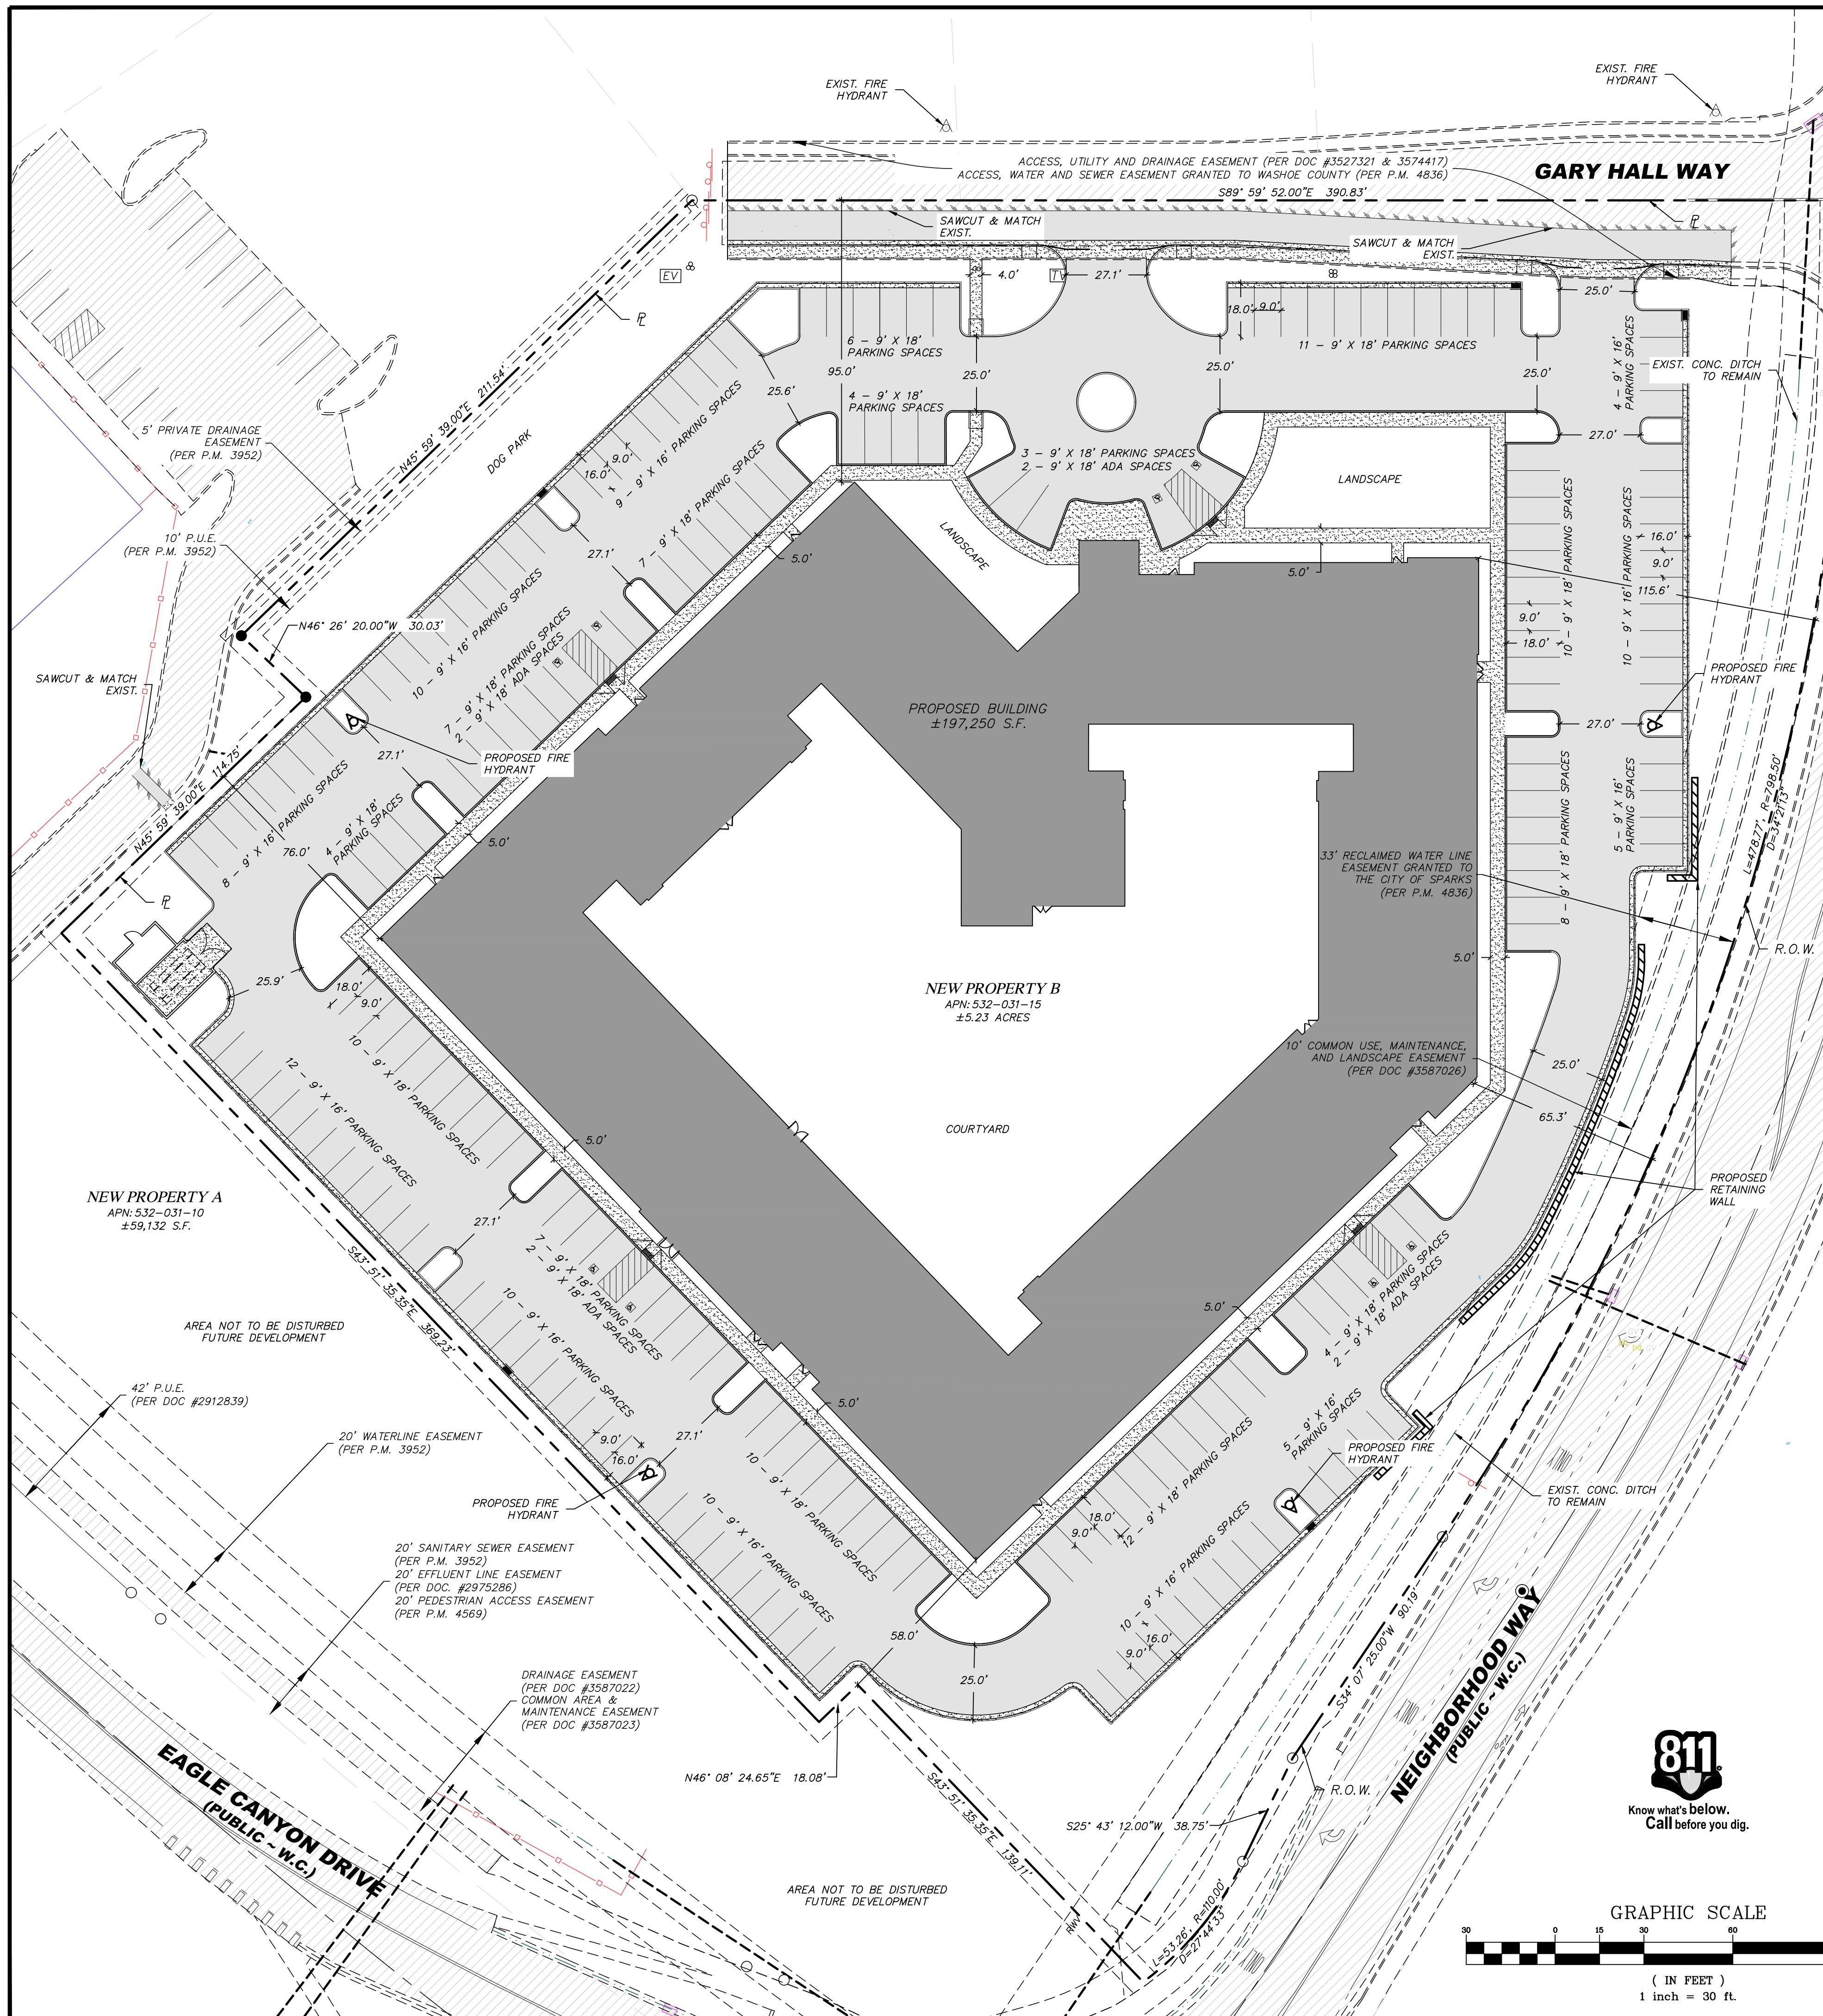 EXIST. FIRE
HYDRANT
EXIST. FIRE
HYDRANT
ACCESS, UTILITY AND DRAINAGE EASEMENT (PER DOC #3527321 & 3574417)
ACCESS, WATER AND SEWER EASEMENT GRANTED TO WASHOE COUNTY (PER P.M. 4836)
GARY HALL WAY
S89° 59' 52.00"E 390.83'
SAWCUT & MATCH
EXIST.
SAWCUT & MATCH
EXIST.
EV
TV
4.0'
27.1'
25.0'
18.0'
9.0'
6 - 9' X 18'
PARKING SPACES
11 - 9' X 18' PARKING SPACES
4 - 9' X 16'
PARKING SPACES
EXIST. CONC. DITCH
TO REMAIN
95.0'
25.0'
25.0'
25.0'
25.6'
4 - 9' X 18'
PARKING SPACES
N45° 59' 39.00"E 211.54'
DOG PARK
5' PRIVATE DRAINAGE
EASEMENT
(PER P.M. 3952)
16.0'
9.0'
9 - 9' X 16' PARKING SPACES
7 - 9' X 18' PARKING SPACES
3 - 9' X 18' PARKING SPACES
2 - 9' X 18' ADA SPACES
LANDSCAPE
LANDSCAPE
27.0'
10' P.U.E.
(PER P.M. 3952)
27.1'
5.0'
5.0'
10 - 9' X 18' PARKING SPACES
10 - 9' X 16' PARKING SPACES
16.0'
9.0'
115.6'
9.0'
18.0'
N46° 26' 20.00"W 30.03'
10 - 9' X 16' PARKING SPACES
7 - 9' X 18' PARKING SPACES
2 - 9' X 18' ADA SPACES
SAWCUT & MATCH
EXIST.
PROPOSED FIRE
HYDRANT
PROPOSED BUILDING
±197,250 S.F.
27.0'
PROPOSED FIRE
HYDRANT
27.1'
N45° 59' 39.00"E 114.75'
8 - 9' X 16' PARKING SPACES
4 - 9' X 18'
PARKING SPACES
76.0'
5.0'
8 - 9' X 18' PARKING SPACES
5 - 9' X 16'
PARKING SPACES
L=478.77', R=798.50'
D=34°21'13"
33' RECLAIMED WATER LINE
EASEMENT GRANTED TO
THE CITY OF SPARKS
(PER P.M. 4836)
R.O.W.
5.0'
25.9'
18.0'
9.0'
NEW PROPERTY B
APN: 532-031-15
±5.23 ACRES
10' COMMON USE, MAINTENANCE,
AND LANDSCAPE EASEMENT
(PER DOC #3587026)
25.0'
65.3'
10 - 9' X 18' PARKING SPACES
12 - 9' X 16' PARKING SPACES
5.0'
COURTYARD
NEW PROPERTY A
APN: 532-031-10
±59,132 S.F.
PROPOSED
RETAINING
WALL
27.1'
7 - 9' X 18' PARKING SPACES
2 - 9' X 18' ADA SPACES
S43° 51' 35.35"E 369.23'
10 - 9' X 16' PARKING SPACES
5.0'
4 - 9' X 18' PARKING SPACES
2 - 9' X 18' ADA SPACES
AREA NOT TO BE DISTURBED
FUTURE DEVELOPMENT
42' P.U.E.
(PER DOC #2912839)
5.0'
5 - 9' X 16'
PARKING SPACES
20' WATERLINE EASEMENT
(PER P.M. 3952)
9.0'
16.0'
27.1'
10 - 9' X 18' PARKING SPACES
PROPOSED FIRE
HYDRANT
PROPOSED FIRE
HYDRANT
EXIST. CONC. DITCH
TO REMAIN
18.0'
9.0'
12 - 9' X 18' PARKING SPACES
10 - 9' X 16' PARKING SPACES
10 - 9' X 16' PARKING SPACES
16.0'
9.0'
20' SANITARY SEWER EASEMENT
(PER P.M. 3952)
20' EFFLUENT LINE EASEMENT
(PER DOC. #2975286)
20' PEDESTRIAN ACCESS EASEMENT
(PER P.M. 4569)
58.0'
25.0'
DRAINAGE EASEMENT
(PER DOC #3587022)
COMMON AREA &
MAINTENANCE EASEMENT
(PER DOC #3587023)
S34° 07' 25.00"W 90.19'
NEIGHBORHOOD WAY
(PUBLIC ~ W.C.)
N46° 08' 24.65"E 18.08'
S43° 51' 35.35"E 139.11'
R.O.W.
S25° 43' 12.00"W 38.75'
EAGLE CANYON DRIVE
(PUBLIC ~ W.C.)
AREA NOT TO BE DISTURBED
FUTURE DEVELOPMENT
L=53.26', R=110.00'
D=27°44'33"
811
Know what's below.
Call before you dig.
GRAPHIC SCALE
30 0 15 30 60
( IN FEET )
1 inch = 30 ft.